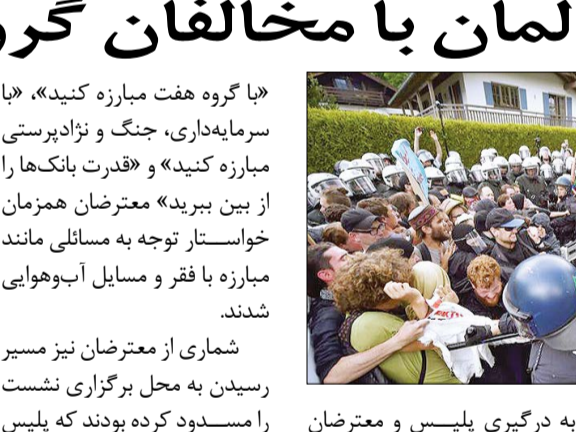 لمان با مخالفان گرو
به درگیری پلیس و معترضان
«با گروه هفت مبارزه کنید»، «با
سرمایه‌داری، جنگ و نژادپرستی
مبارزه کنید» و «قدرت بانک‌ها را
از بین ببرید» معترضان همزمان
خواستار توجه به مسائلی مانند
مبارزه با فقر و مسایل آب‌وهوایی
شدند.
شماری از معترضان نیز مسیر
رسیدن به محل برگزاری نشست
را مسدود کرده بودند که پلیس